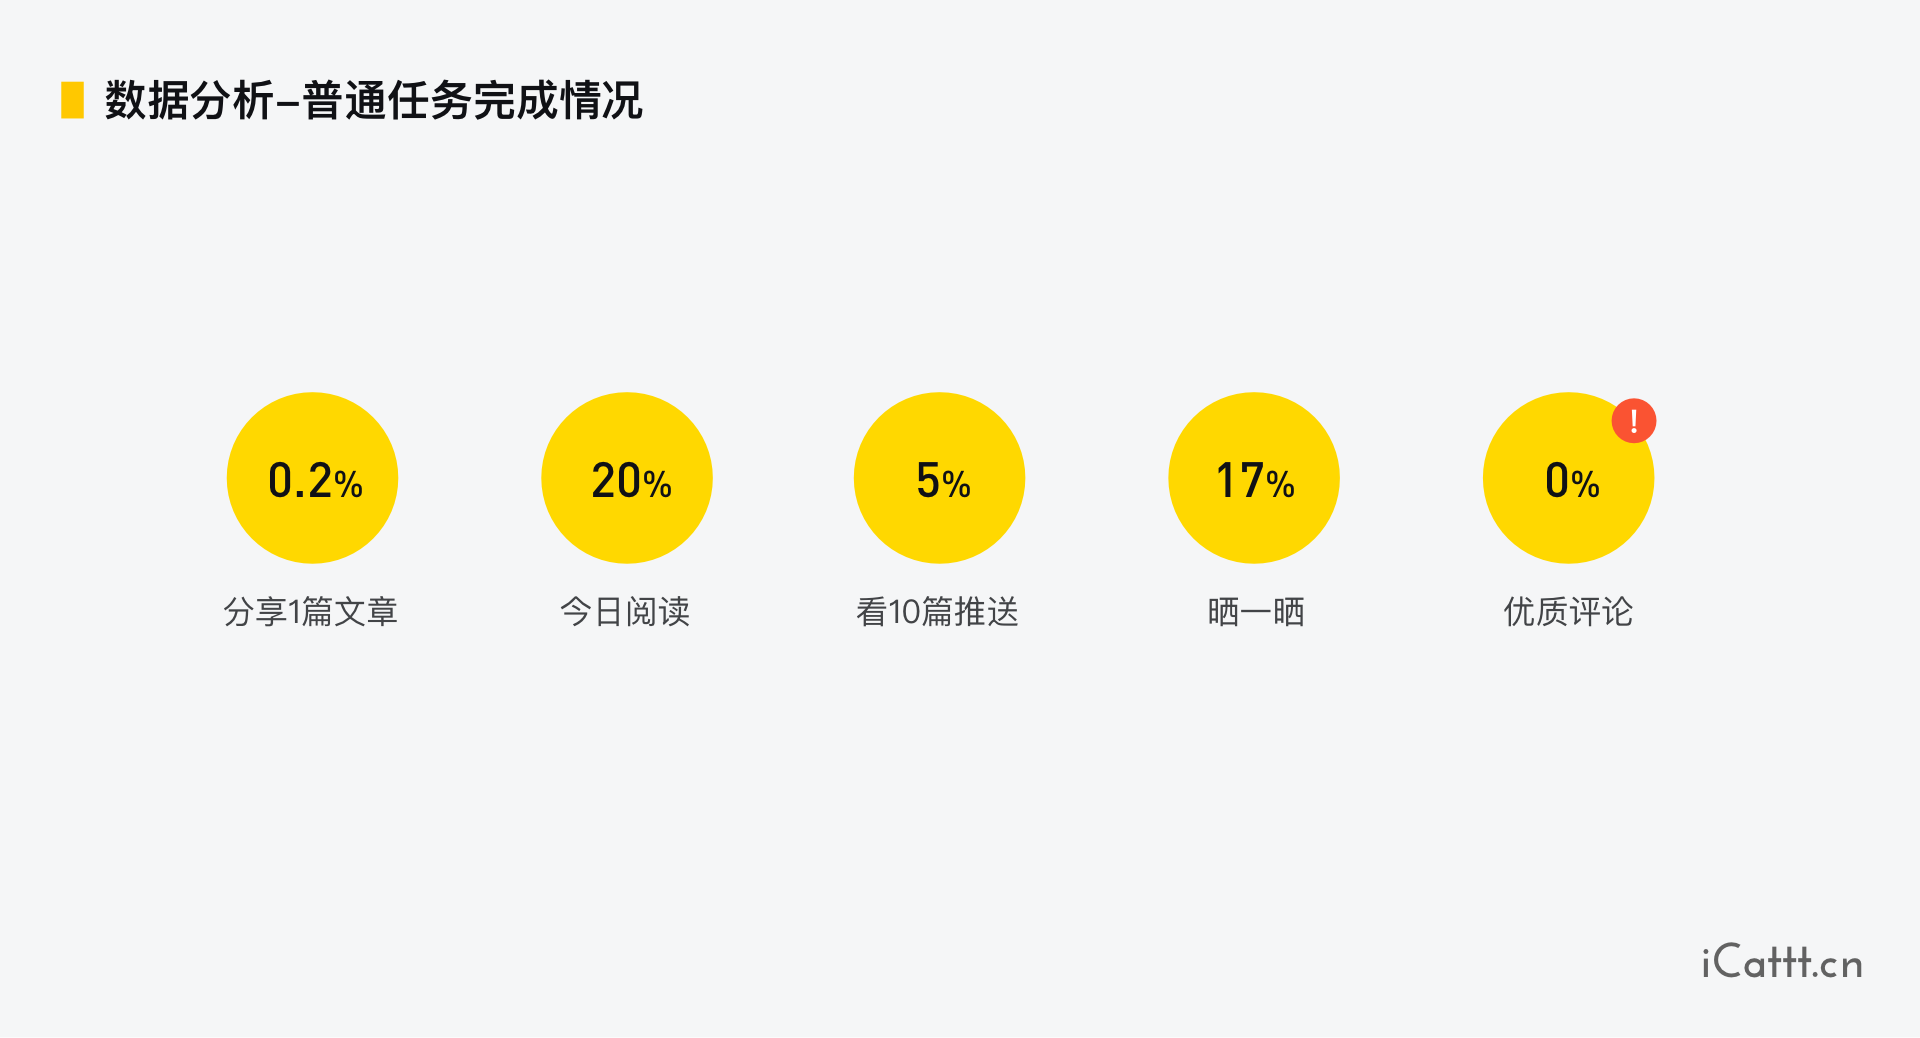 数据分析-普通任务完成情况
0.2%
20%
5%
17%
0%
!
分享1篇文章
今日阅读
看10篇推送
晒一晒
优质评论
iCattt.cn